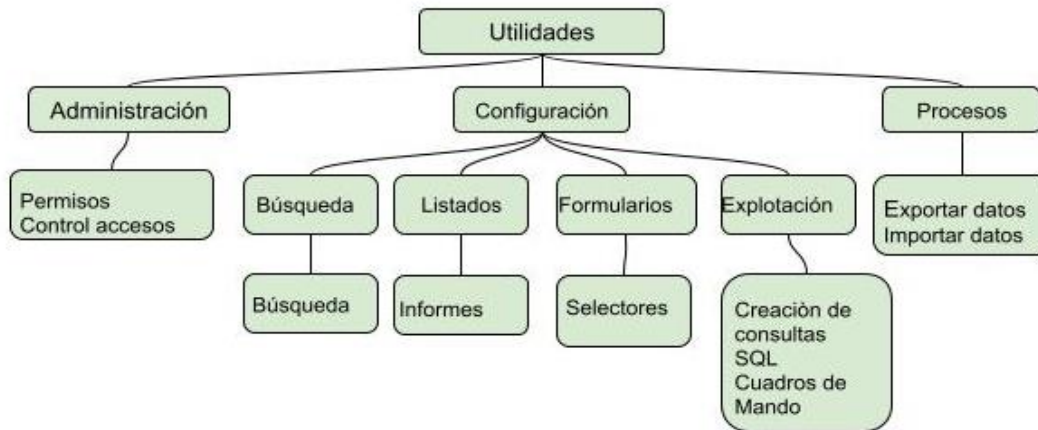 Utilidades
Administración
Configuración
Procesos
Permisos
Control accesos
Búsqueda
Listados
Formularios
Explotación
Exportar datos
Importar datos
Búsqueda
Informes
Selectores
Creaciòn de
consultas
SQL
Cuadros de
Mando